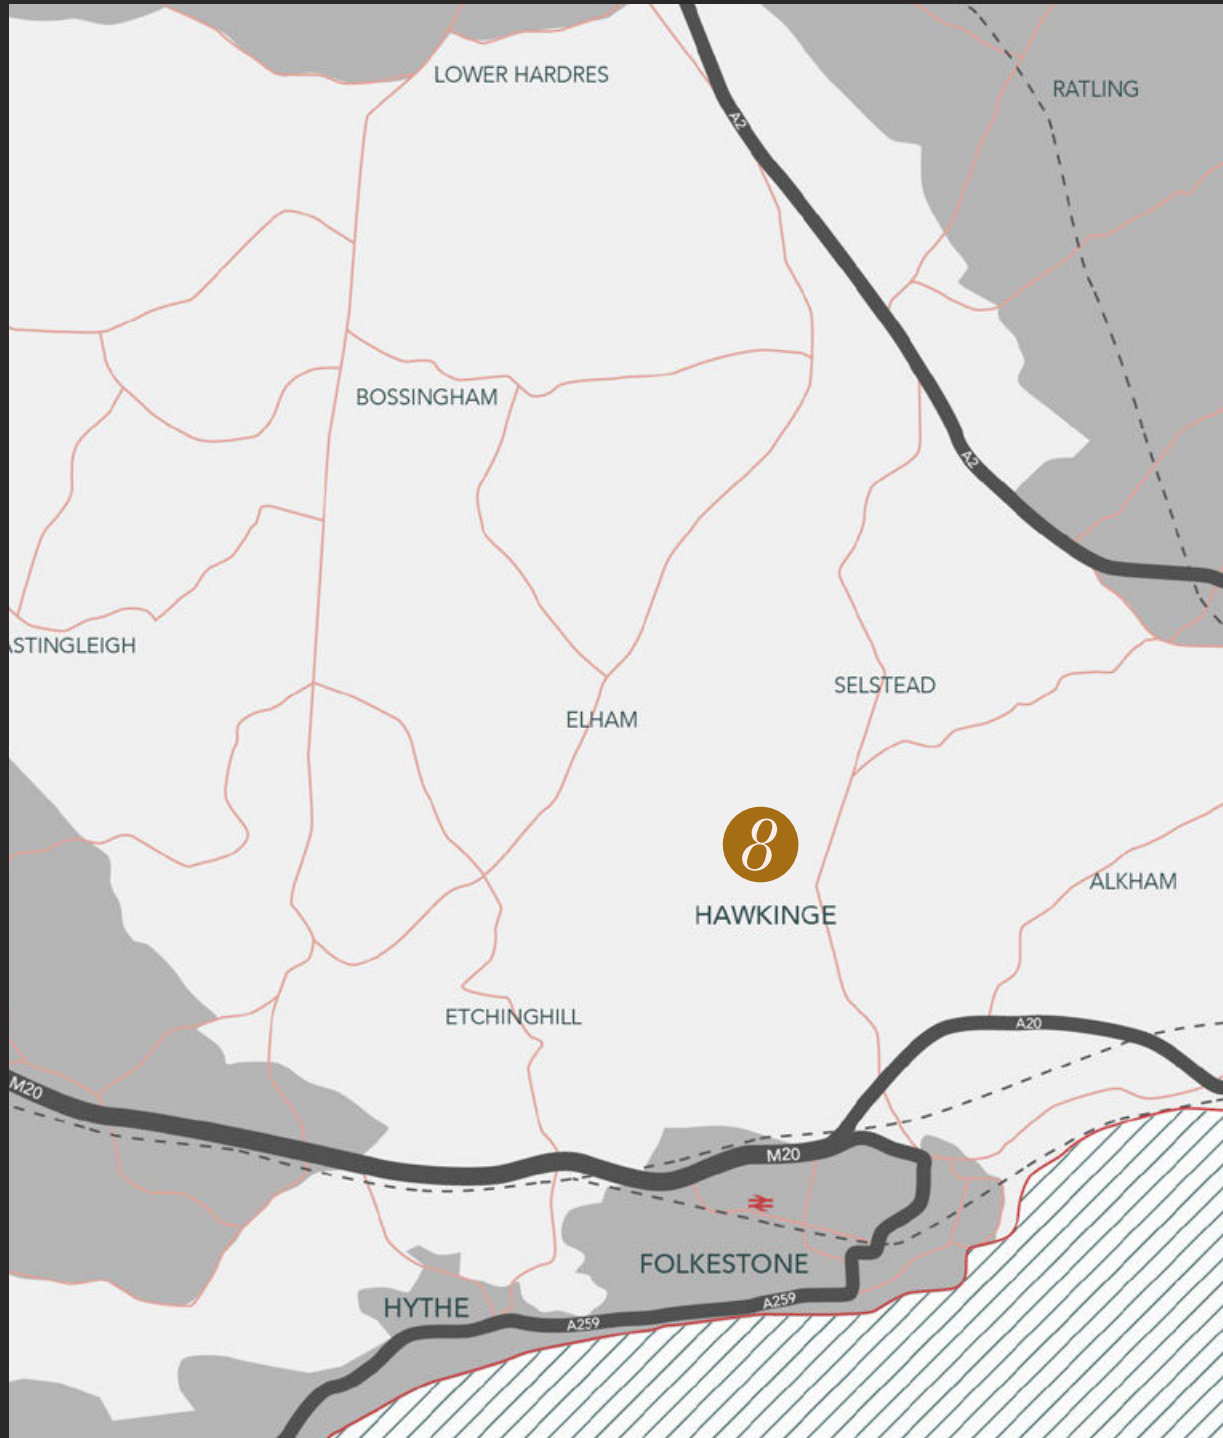 LOWER HARDRES
RATLING
A2
BOSSINGHAM
A2
ASTINGLEIGH
SELSTEAD
ELHAM
8
ALKHAM
HAWKINGE
ETCHINGHILL
A20
M20
M20
FOLKESTONE
A259
HYTHE
A259